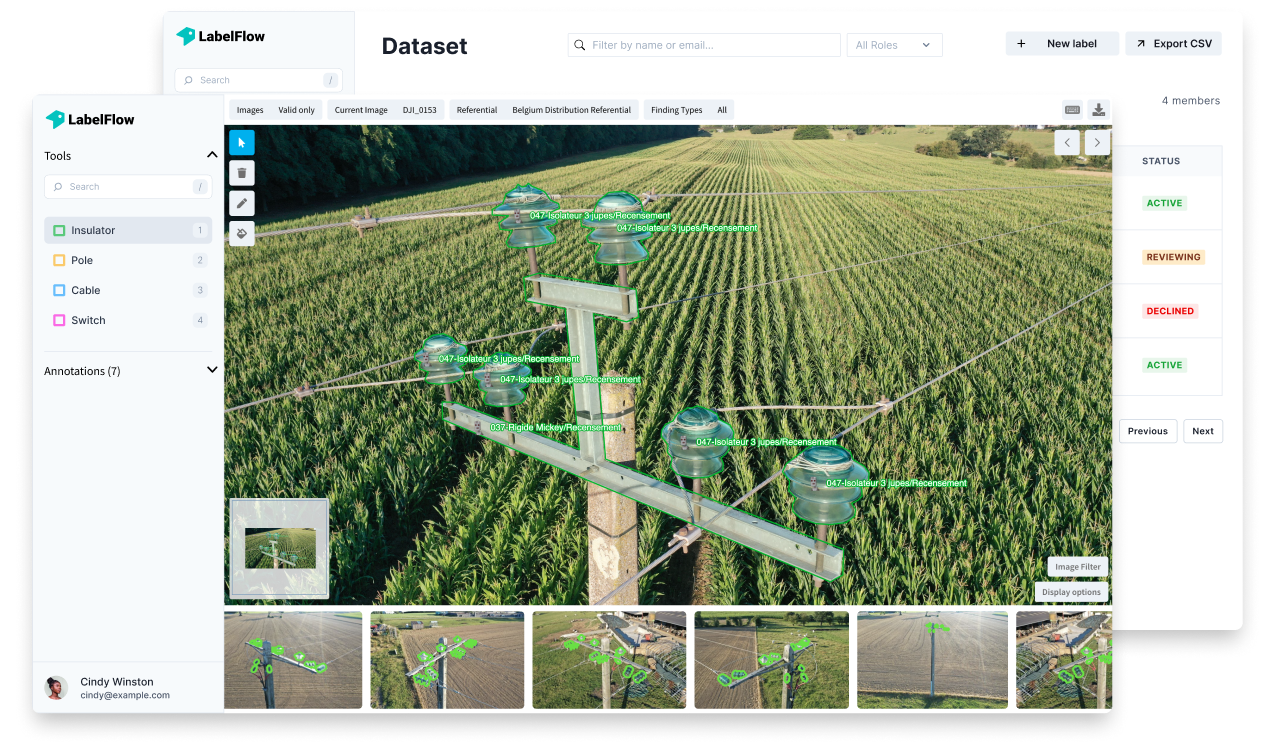 LabelFlow
Search
/
Dataset
Filter by name or email...
All Roles
+ New label
Export CSV
4 members
STATUS
ACTIVE
REVIEWING
DECLINED
ACTIVE
Previous
Next
LabelFlow
Tools
Search
/
Insulator 1
Pole 2
Cable 3
Switch 4
Annotations (7)
Cindy Winston
cindy@example.com
Images Valid only
Current Image DJI_0153
Referential Belgium Distribution Referential
Finding Types All
047-Isolateur 3 jupes/Recensement
047-Isolateur 3 jupes/Recensement
047-Isolateur 3 jupes/Recensement
047-Isolateur 3 jupes/Recensement
037-Rigide Mickey/Recensement
047-Isolateur 3 jupes/Recensement
047-Isolateur 3 jupes/Recensement
Image Filter
Display options